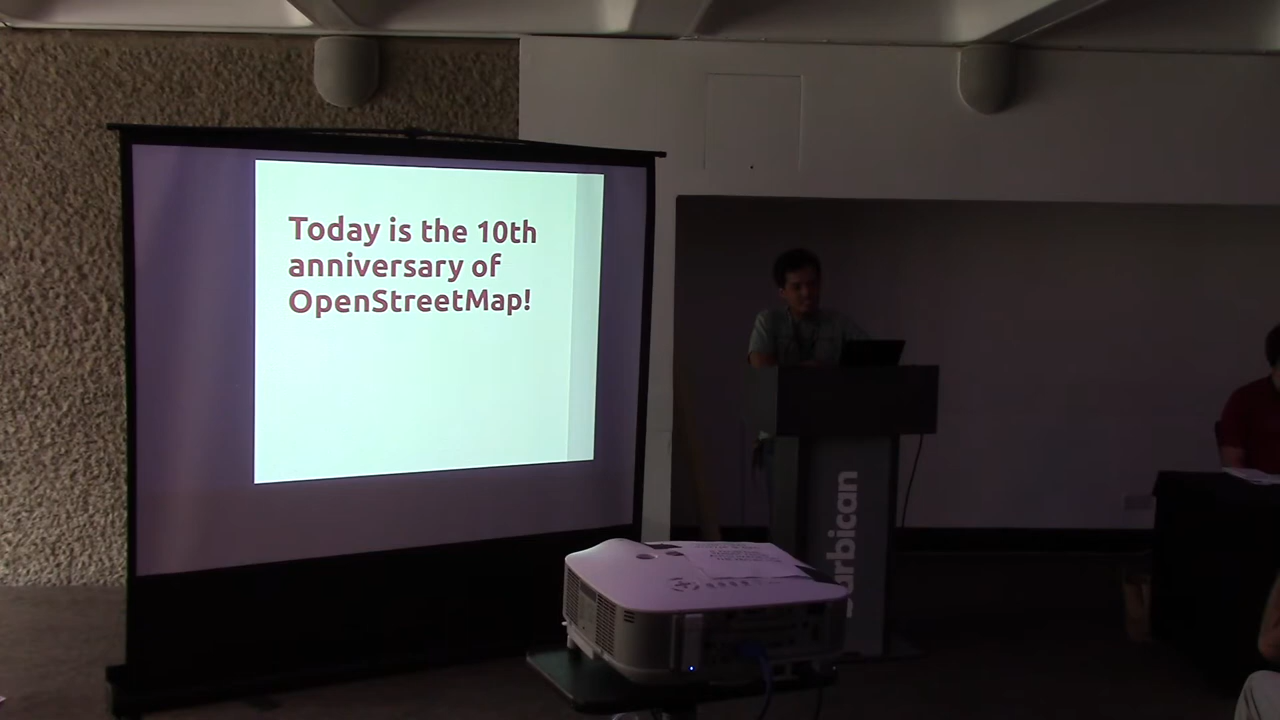 Today is the 10th
anniversary of
OpenStreetMap!
arbican